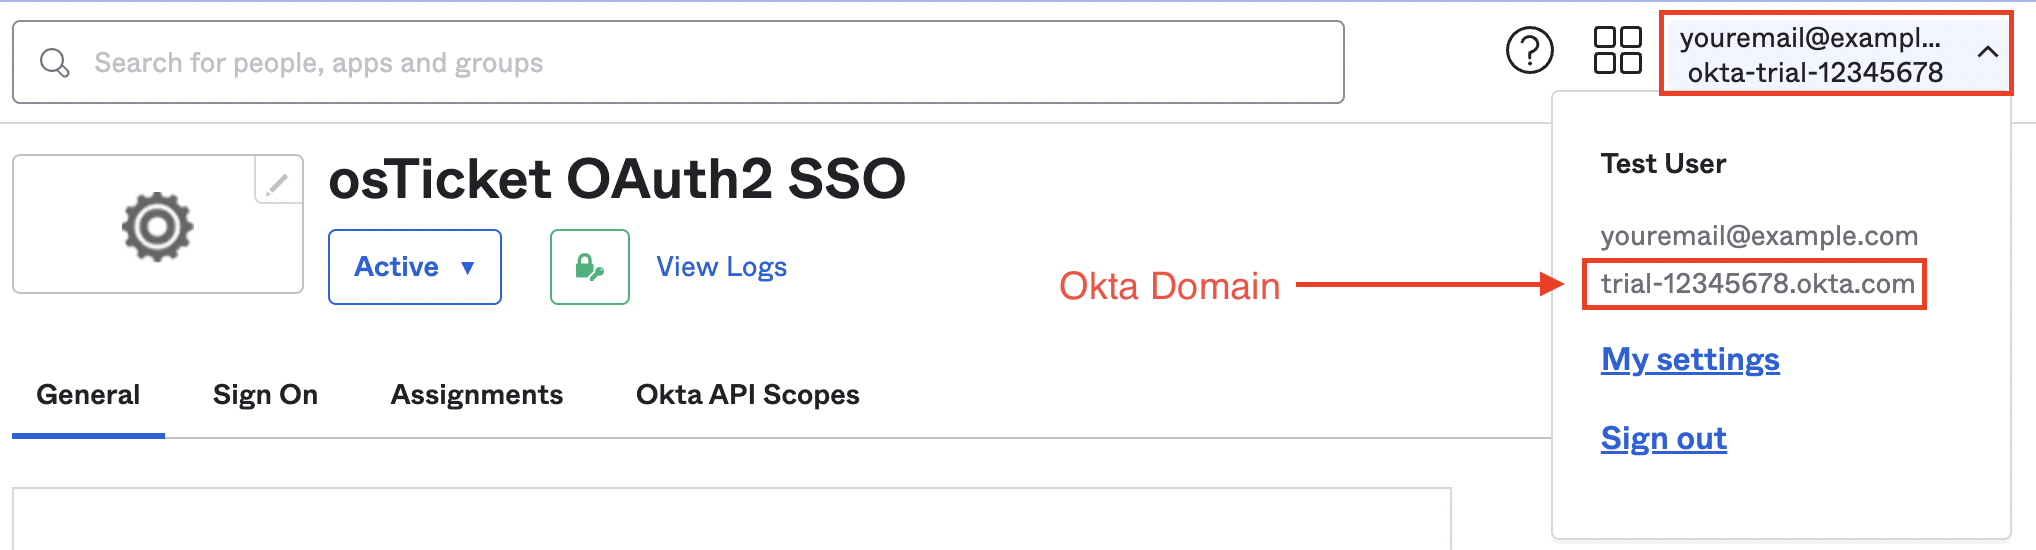 Search for people, apps and groups
youremail@exampl...
okta-trial-12345678
osTicket OAuth2 SSO
Active
View Logs
Test User
youremail@example.com
Okta Domain
trial-12345678.okta.com
My settings
Sign out
General
Sign On
Assignments
Okta API Scopes